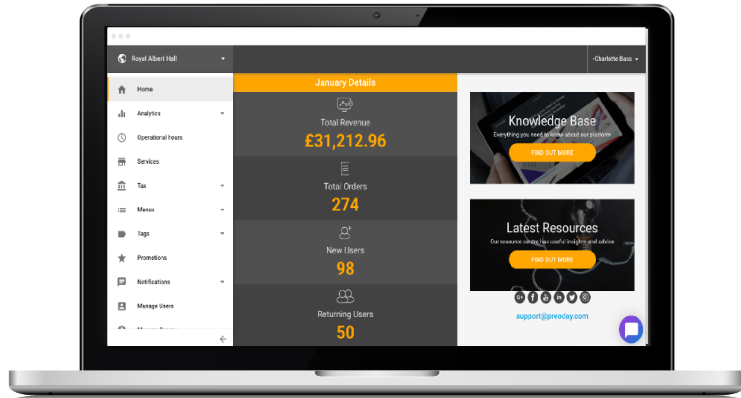 Royal Albert Hall
Charlotte Bass
Home
Analytics
Operational hours
Services
Tax
Menus
Tags
Promotions
Notifications
Manage Users
January Details
Total Revenue
£31,212.96
Total Orders
274
New Users
98
Returning Users
50
Knowledge Base
Everything you need to know about our platform
FIND OUT MORE
Latest Resources
Our resource centre has useful insights and advice
FIND OUT MORE
G+ f in
support@preoday.com